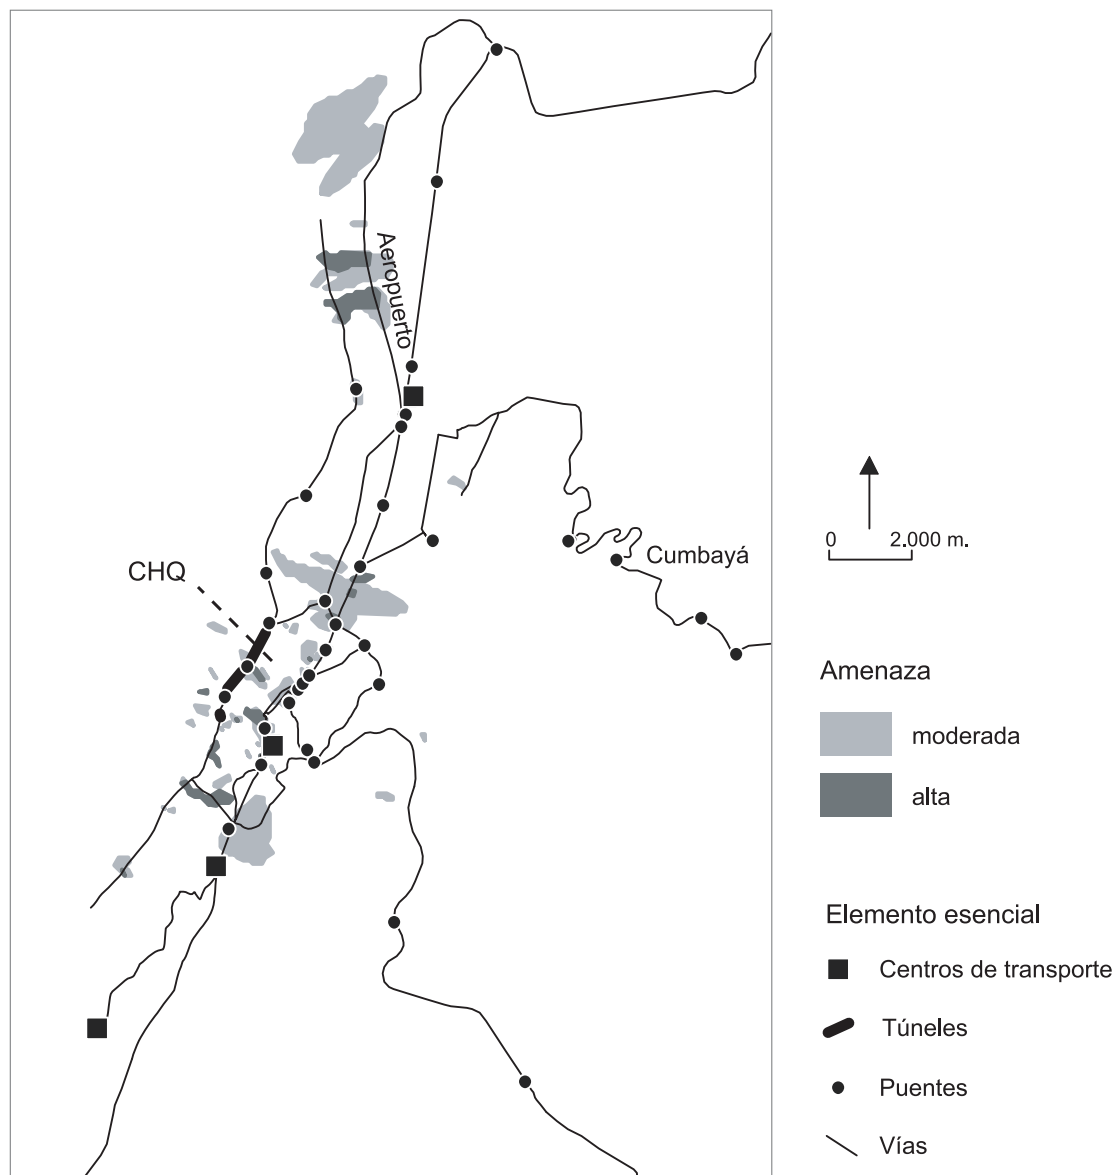 Aeropuerto
CHQ
Cumbayá
0 2.000 m.
Amenaza
moderada
alta
Elemento esencial
Centros de transporte
Túneles
Puentes
Vías